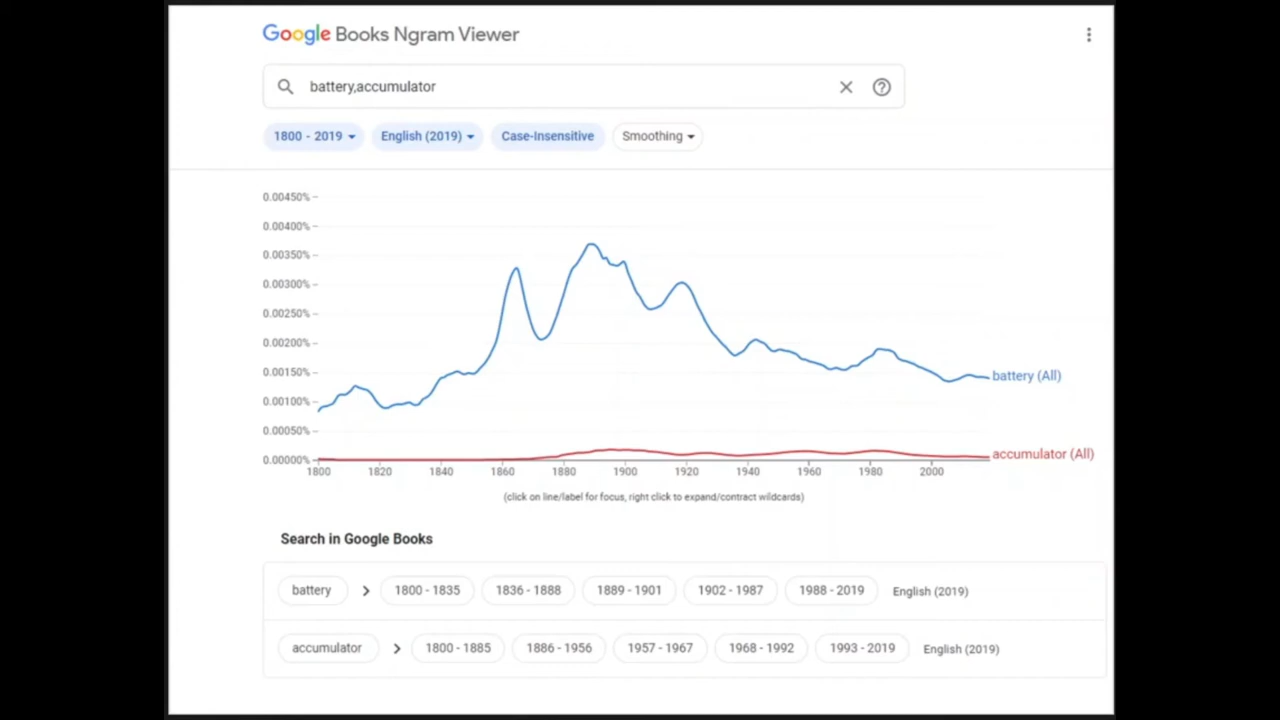 Google Books Ngram Viewer
battery,accumulator
1800 - 2019 English (2019) Case-Insensitive Smoothing
0.00450%
0.00400%
0.00350%
0.00300%
0.00250%
0.00200%
0.00150%
0.00100%
0.00050%
0.00000%
battery (All)
accumulator (All)
1800 1820 1840 1860 1880 1900 1920 1940 1960 1980 2000
(click on line/label for focus, right click to expand/contract wildcards)
Search in Google Books
battery 1800 - 1835 1836 - 1888 1889 - 1901 1902 - 1987 1988 - 2019 English (2019)
accumulator 1800 - 1885 1886 - 1956 1957 - 1967 1968 - 1992 1993 - 2019 English (2019)